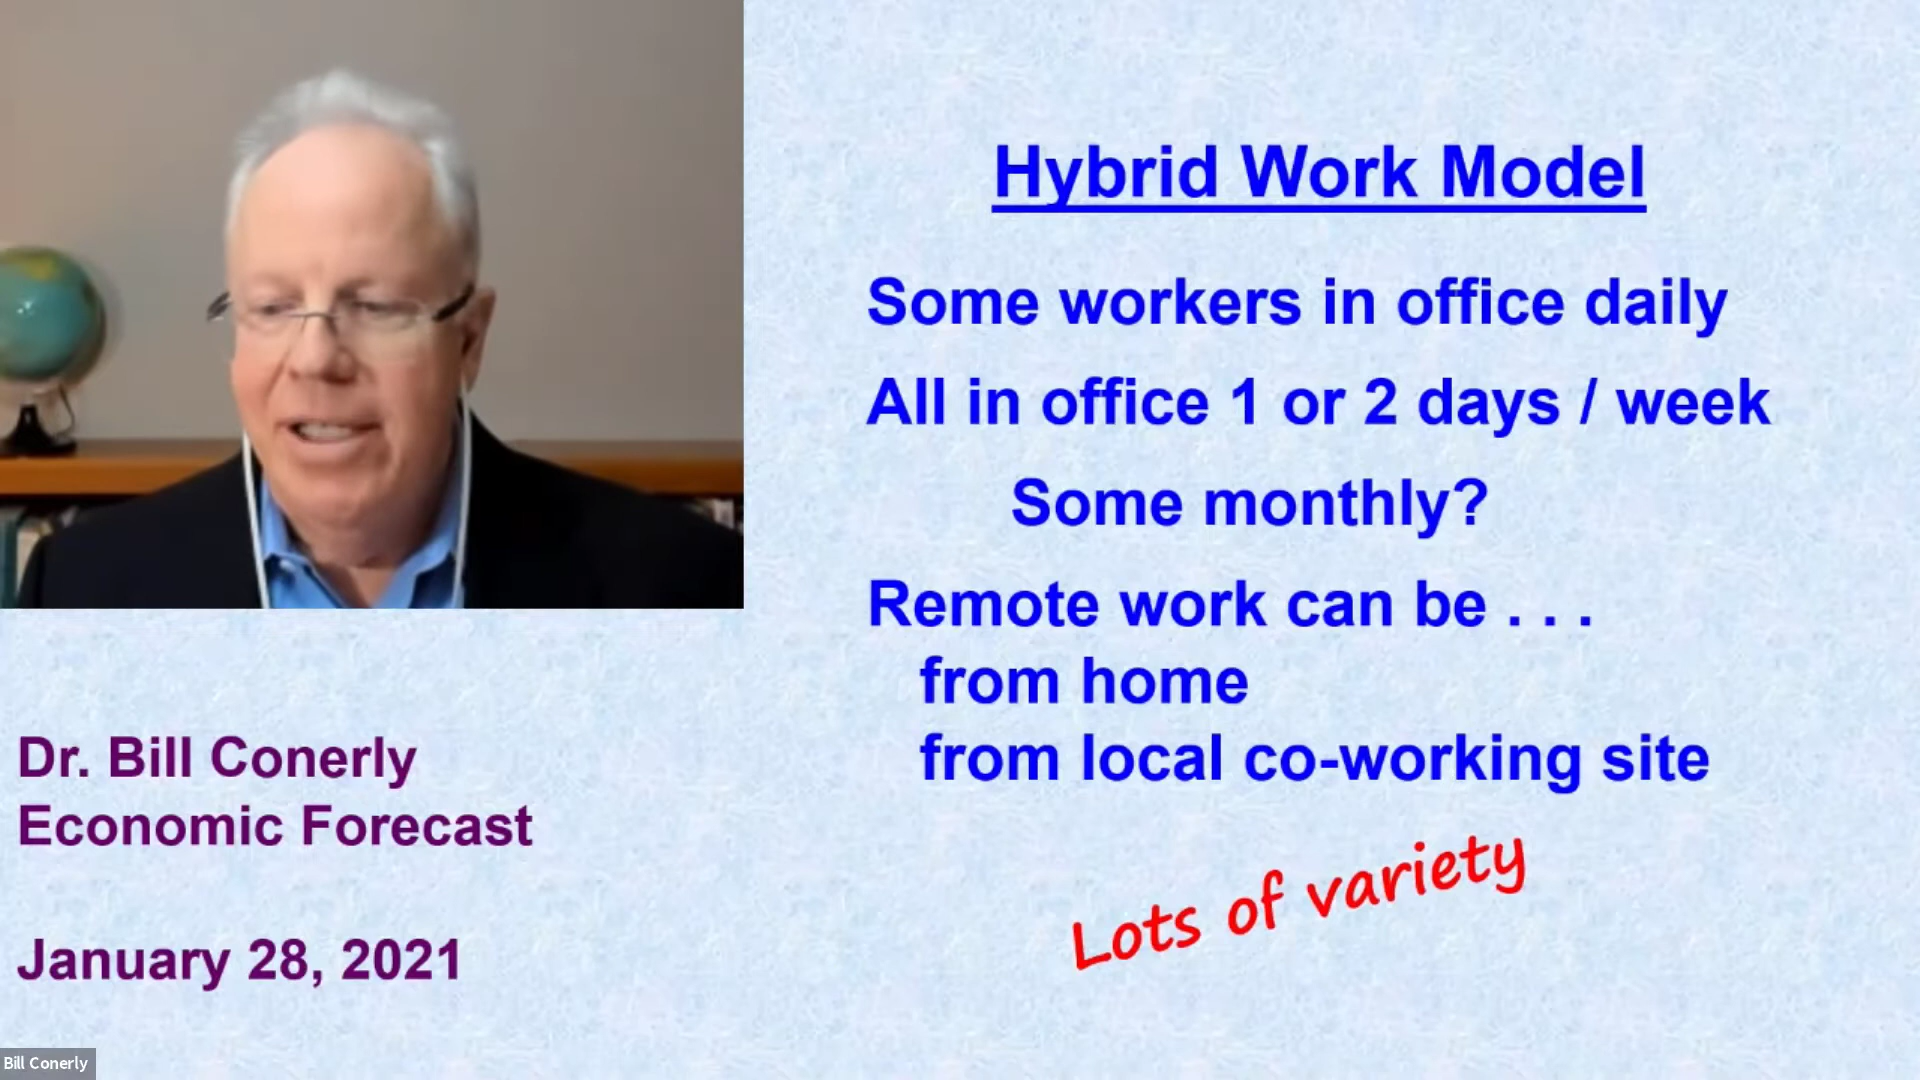 Hybrid Work Model
Some workers in office daily
All in office 1 or 2 days / week
Some monthly?
Remote work can be . . .
from home
from local co-working site
Lots of variety
Dr. Bill Conerly
Economic Forecast
January 28, 2021
Bill Conerly